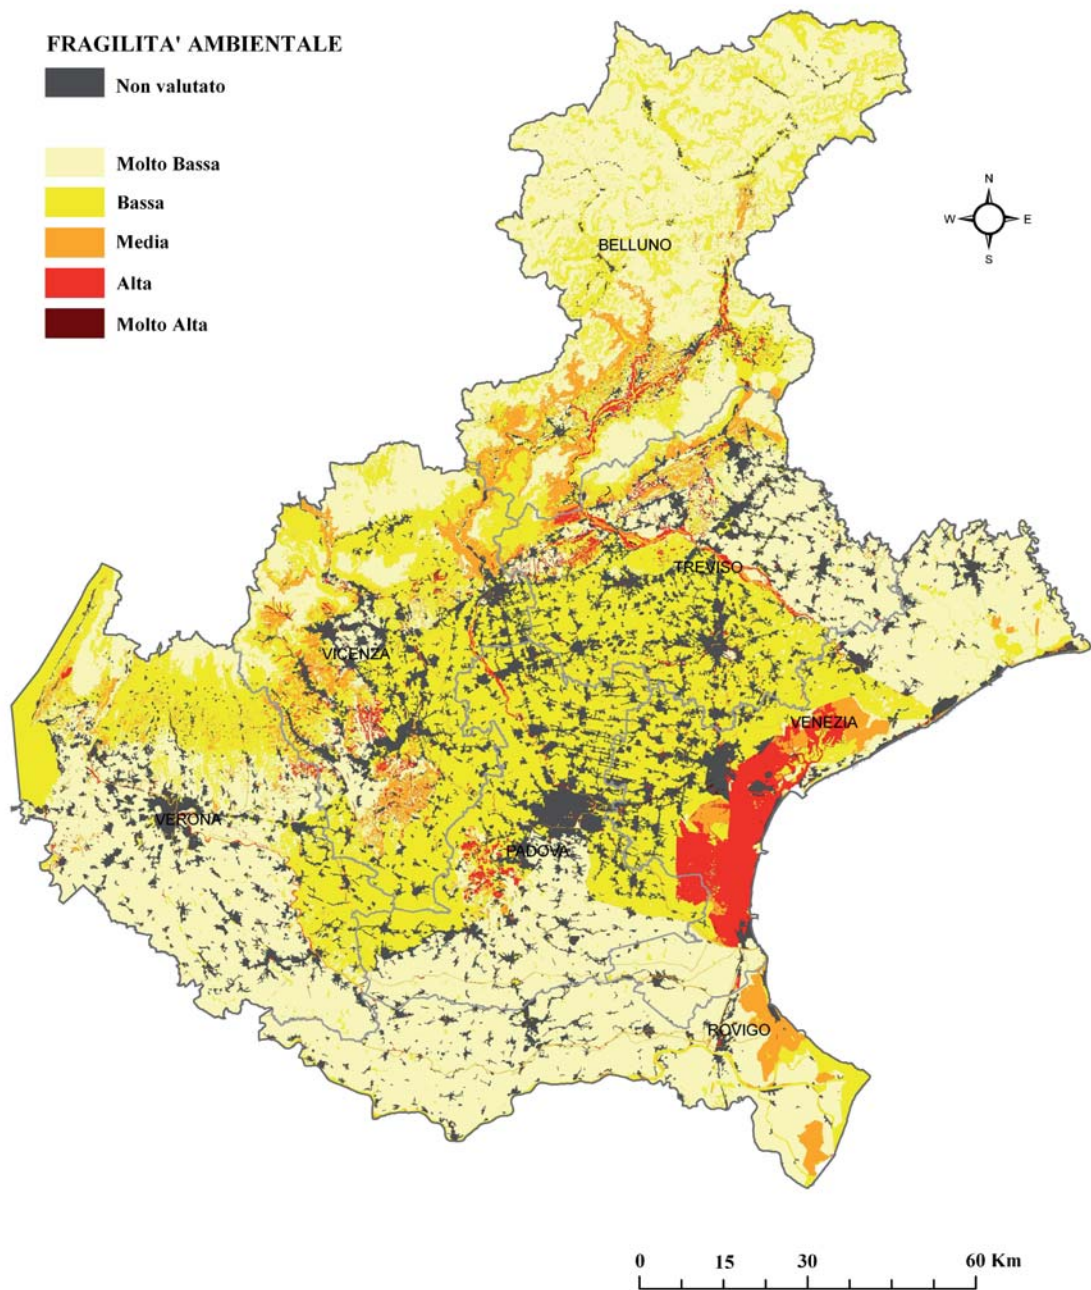 FRAGILITA' AMBIENTALE
Non valutato
Molto Bassa
Bassa
Media
Alta
Molto Alta
N
W E
S
BELLUNO
TREVISO
VICENZA
VENEZIA
VERONA
PADOVA
ROVIGO
0 15 30 60 Km